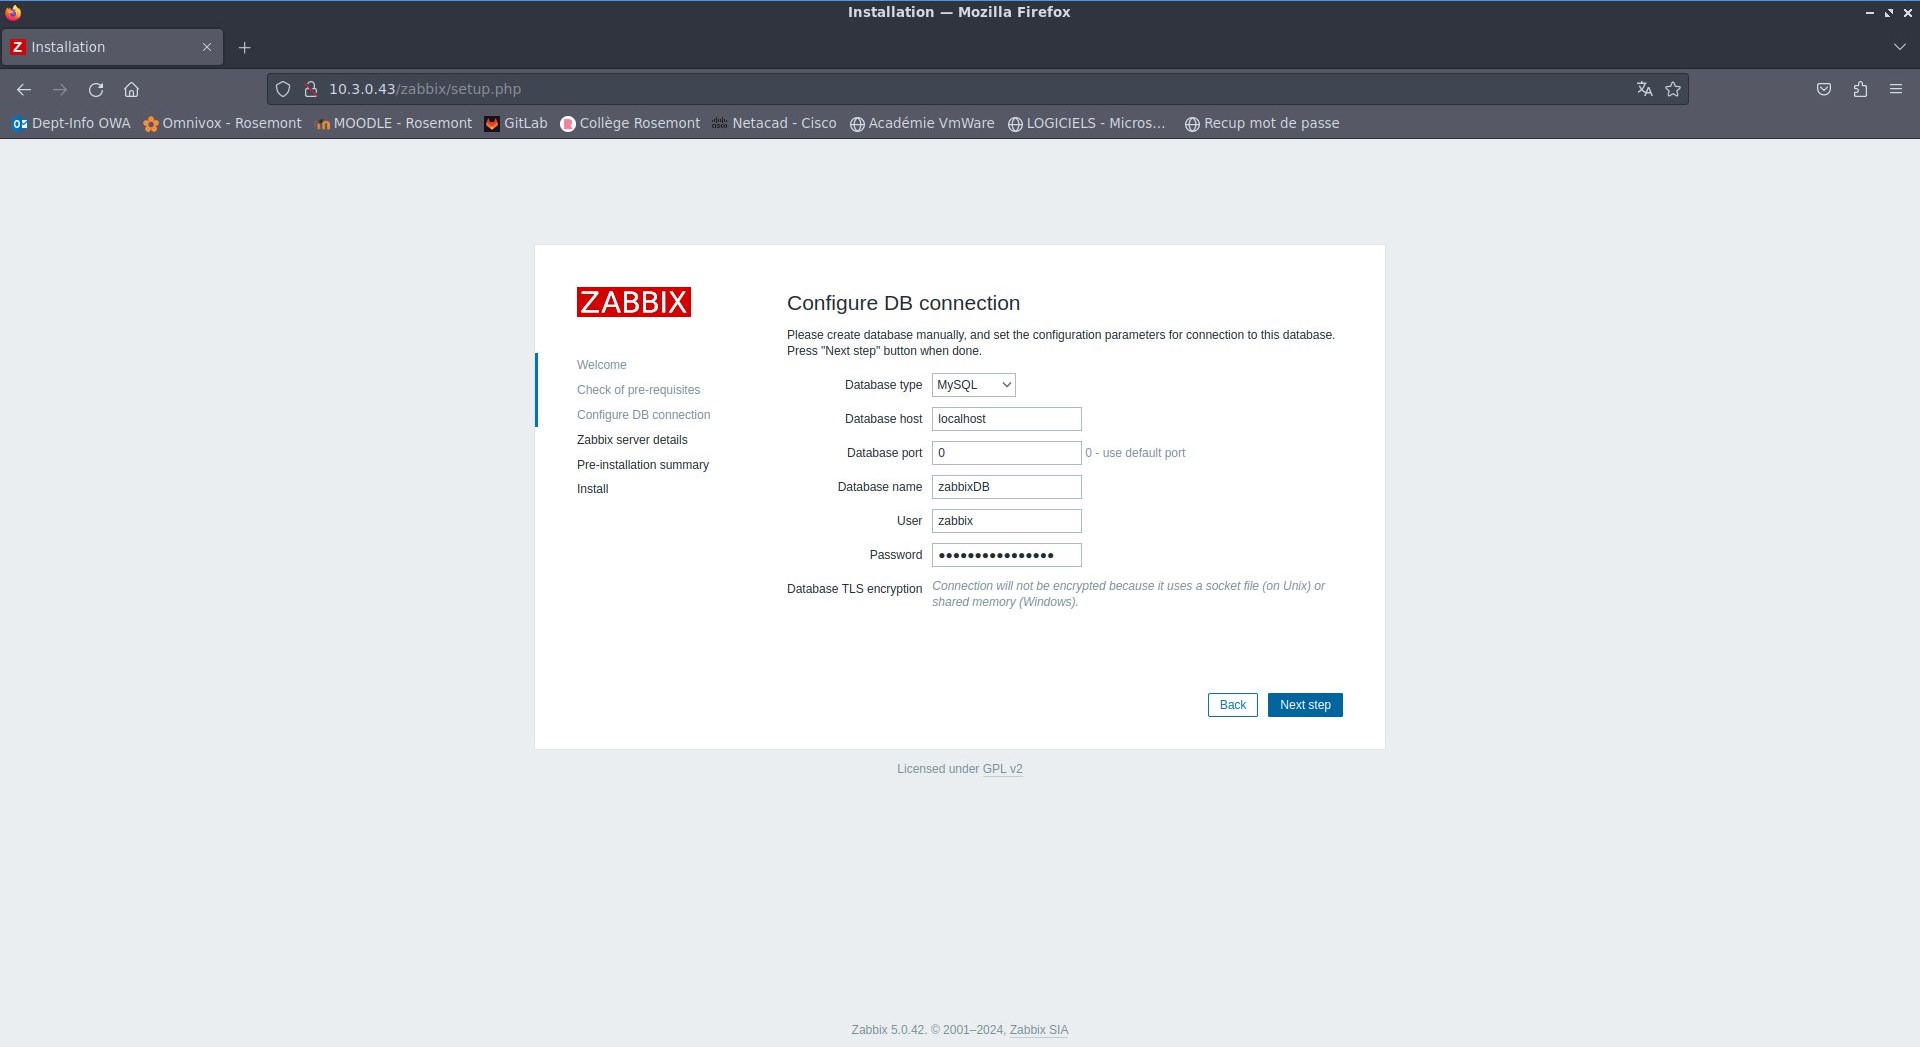 Installation — Mozilla Firefox
Z Installation
10.3.0.43/zabbix/setup.php
Dept-Info OWA Omnivox - Rosemont MOODLE - Rosemont GitLab Collège Rosemont Netacad - Cisco Académie VmWare LOGICIELS - Micros... Recup mot de passe
ZABBIX
Welcome
Check of pre-requisites
Configure DB connection
Zabbix server details
Pre-installation summary
Install
Configure DB connection
Please create database manually, and set the configuration parameters for connection to this database.
Press "Next step" button when done.
Database type MySQL
Database host localhost
Database port 0 0 - use default port
Database name zabbixDB
User zabbix
Password ●●●●●●●●●●●●●●●●
Database TLS encryption Connection will not be encrypted because it uses a socket file (on Unix) or
shared memory (Windows).
Back Next step
Licensed under GPL v2
Zabbix 5.0.42. © 2001–2024, Zabbix SIA